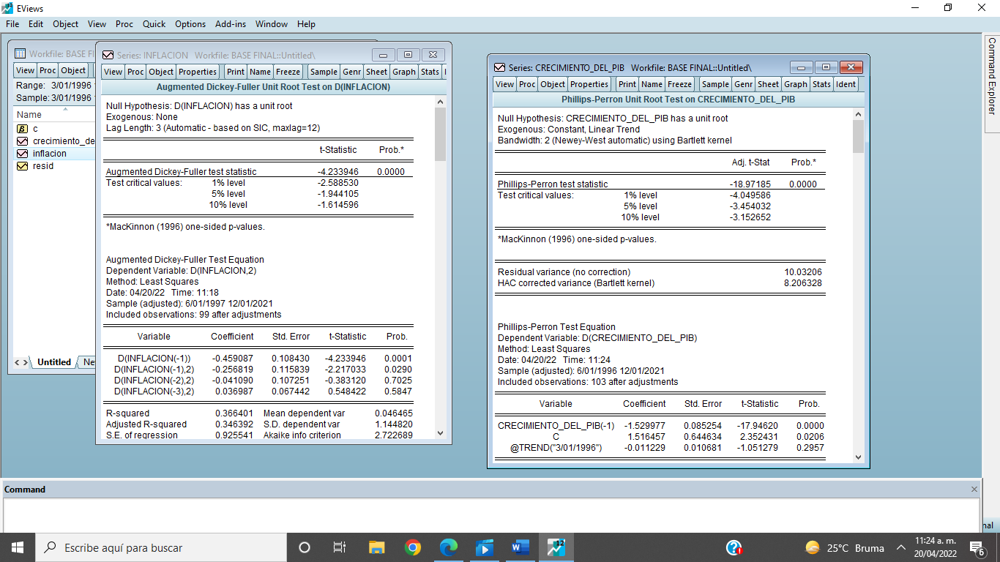 EViews
File Edit Object View Proc Quick Options Add-ins Window Help
Workfile: BASE FI
View Proc Object
Range: 3/01/1996
Sample: 3/01/1996
Name
c
crecimiento_de
inflacion
resid
Untitled
Ne
Series: INFLACION Workfile: BASE FINAL::Untitled\
View Proc Object Properties Print Name Freeze Sample Genr Sheet Graph Stats I
Augmented Dickey-Fuller Unit Root Test on D(INFLACION)
Null Hypothesis: D(INFLACION) has a unit root
Exogenous: None
Lag Length: 3 (Automatic - based on SIC, maxlag=12)
t-Statistic Prob.*
Augmented Dickey-Fuller test statistic -4.233946 0.0000
Test critical values: 1% level -2.588530
5% level -1.944105
10% level -1.614596
*MacKinnon (1996) one-sided p-values.
Augmented Dickey-Fuller Test Equation
Dependent Variable: D(INFLACION,2)
Method: Least Squares
Date: 04/20/22 Time: 11:18
Sample (adjusted): 6/01/1997 12/01/2021
Included observations: 99 after adjustments
Variable Coefficient Std. Error t-Statistic Prob.
D(INFLACION(-1)) -0.459087 0.108430 -4.233946 0.0001
D(INFLACION(-1),2) -0.256819 0.115839 -2.217033 0.0290
D(INFLACION(-2),2) -0.041090 0.107251 -0.383120 0.7025
D(INFLACION(-3),2) 0.036987 0.067442 0.548422 0.5847
R-squared 0.366401 Mean dependent var 0.046465
Adjusted R-squared 0.346392 S.D. dependent var 1.144820
S.E. of regression 0.925541 Akaike info criterion 2.722689
Series: CRECIMIENTO_DEL_PIB Workfile: BASE FINAL::Untitled\
View Proc Object Properties Print Name Freeze Sample Genr Sheet Graph Stats Ident
Phillips-Perron Unit Root Test on CRECIMIENTO_DEL_PIB
Null Hypothesis: CRECIMIENTO_DEL_PIB has a unit root
Exogenous: Constant, Linear Trend
Bandwidth: 2 (Newey-West automatic) using Bartlett kernel
Adj. t-Stat Prob.*
Phillips-Perron test statistic -18.97185 0.0000
Test critical values: 1% level -4.049586
5% level -3.454032
10% level -3.152652
*MacKinnon (1996) one-sided p-values.
Residual variance (no correction) 10.03206
HAC corrected variance (Bartlett kernel) 8.206328
Phillips-Perron Test Equation
Dependent Variable: D(CRECIMIENTO_DEL_PIB)
Method: Least Squares
Date: 04/20/22 Time: 11:24
Sample (adjusted): 6/01/1996 12/01/2021
Included observations: 103 after adjustments
Variable Coefficient Std. Error t-Statistic Prob.
CRECIMIENTO_DEL_PIB(-1) -1.529977 0.085254 -17.94620 0.0000
C 1.516457 0.644634 2.352431 0.0206
@TREND("3/01/1996") -0.011229 0.010681 -1.051279 0.2957
Command Explorer
Command
nal
Escribe aquí para buscar
12
25°C Bruma
11:24 a. m.
20/04/2022
6